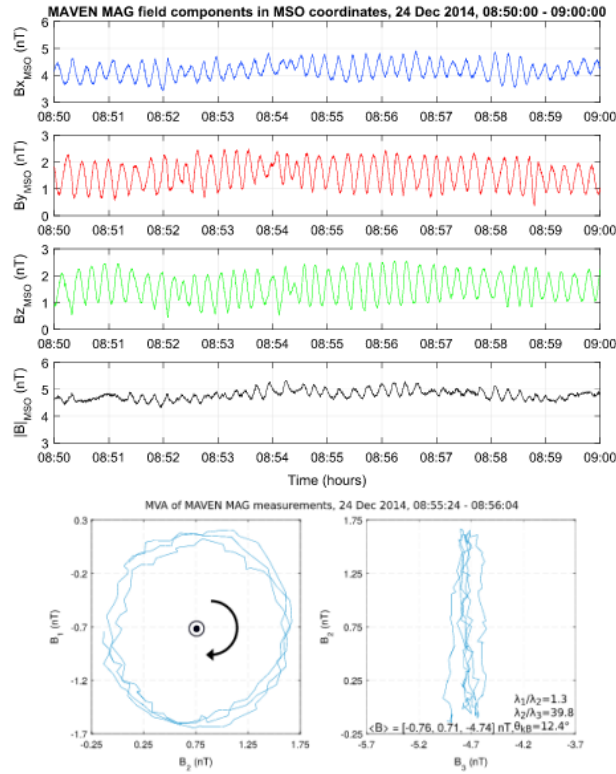 MAVEN MAG field components in MSO coordinates, 24 Dec 2014, 08:50:00 - 09:00:00
Bx_MSO (nT)
6
5
4
3
08:50 08:51 08:52 08:53 08:54 08:55 08:56 08:57 08:58 08:59 09:00
By_MSO (nT)
3
2
1
0
08:50 08:51 08:52 08:53 08:54 08:55 08:56 08:57 08:58 08:59 09:00
Bz_MSO (nT)
3
2
1
0
08:50 08:51 08:52 08:53 08:54 08:55 08:56 08:57 08:58 08:59 09:00
|B|_MSO (nT)
6
5
4
3
08:50 08:51 08:52 08:53 08:54 08:55 08:56 08:57 08:58 08:59 09:00
Time (hours)
MVA of MAVEN MAG measurements, 24 Dec 2014, 08:55:24 - 08:56:04
B_1 (nT)
0.3
-0.2
-0.7
-1.2
-1.7
-0.25 0.25 0.75 1.25 1.75
B_2 (nT)
B_2 (nT)
1.75
1.25
0.75
0.25
-0.25
λ_1/λ_2=1.3
λ_2/λ_3=39.8
<B> = [-0.76, 0.71, -4.74] nT, θ_kB=12.4°
-5.7 -4.7 -4.7 -4.2 -3.7
B_3 (nT)